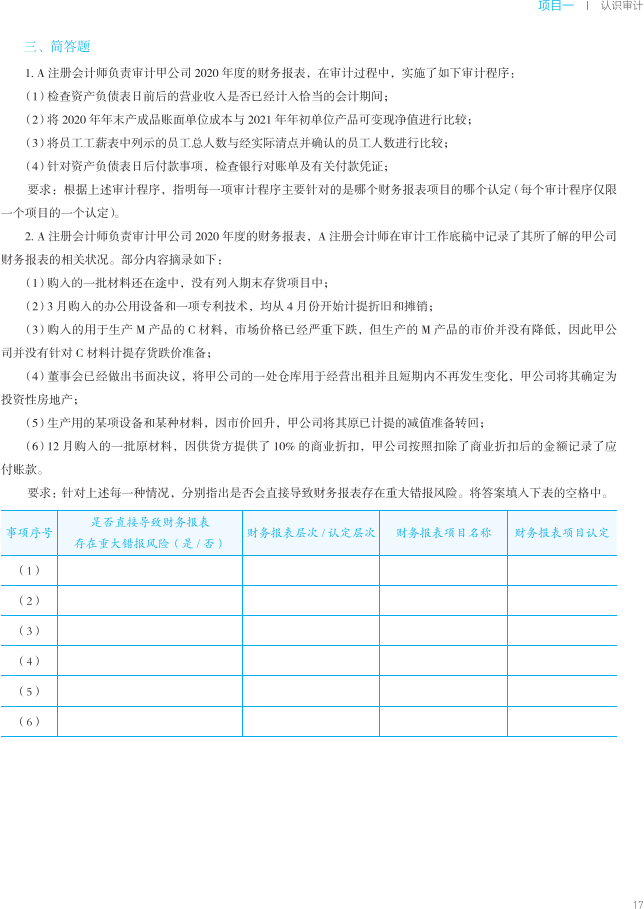 项目一 | 认识审计
三、简答题
1. A 注册会计师负责审计甲公司 2020 年度的财务报表，在审计过程中，实施了如下审计程序：
（1）检查资产负债表日前后的营业收入是否已经计入恰当的会计期间；
（2）将 2020 年年末产成品账面单位成本与 2021 年年初单位产品可变现净值进行比较；
（3）将员工工薪表中列示的员工总人数与经实际清点并确认的员工人数进行比较；
（4）针对资产负债表日后付款事项，检查银行对账单及有关付款凭证；
要求：根据上述审计程序，指明每一项审计程序主要针对的是哪个财务报表项目的哪个认定（每个审计程序仅限
一个项目的一个认定）。
2. A 注册会计师负责审计甲公司 2020 年度的财务报表，A 注册会计师在审计工作底稿中记录了其所了解的甲公司
财务报表的相关状况。部分内容摘录如下：
（1）购入的一批材料还在途中，没有列入期末存货项目中；
（2）3 月购入的办公用设备和一项专利技术，均从 4 月份开始计提折旧和摊销；
（3）购入的用于生产 M 产品的 C 材料，市场价格已经严重下跌，但生产的 M 产品的市价并没有降低，因此甲公
司并没有针对 C 材料计提存货跌价准备；
（4）董事会已经做出书面决议，将甲公司的一处仓库用于经营出租并且短期内不再发生变化，甲公司将其确定为
投资性房地产；
（5）生产用的某项设备和某种材料，因市价回升，甲公司将其原已计提的减值准备转回；
（6）12 月购入的一批原材料，因供货方提供了 10% 的商业折扣，甲公司按照扣除了商业折扣后的金额记录了应
付账款。
要求：针对上述每一种情况，分别指出是否会直接导致财务报表存在重大错报风险。将答案填入下表的空格中。
事项序号 是否直接导致财务报表 财务报表层次 / 认定层次 财务报表项目名称 财务报表项目认定
存在重大错报风险（是 / 否）
（1）
（2）
（3）
（4）
（5）
（6）
17